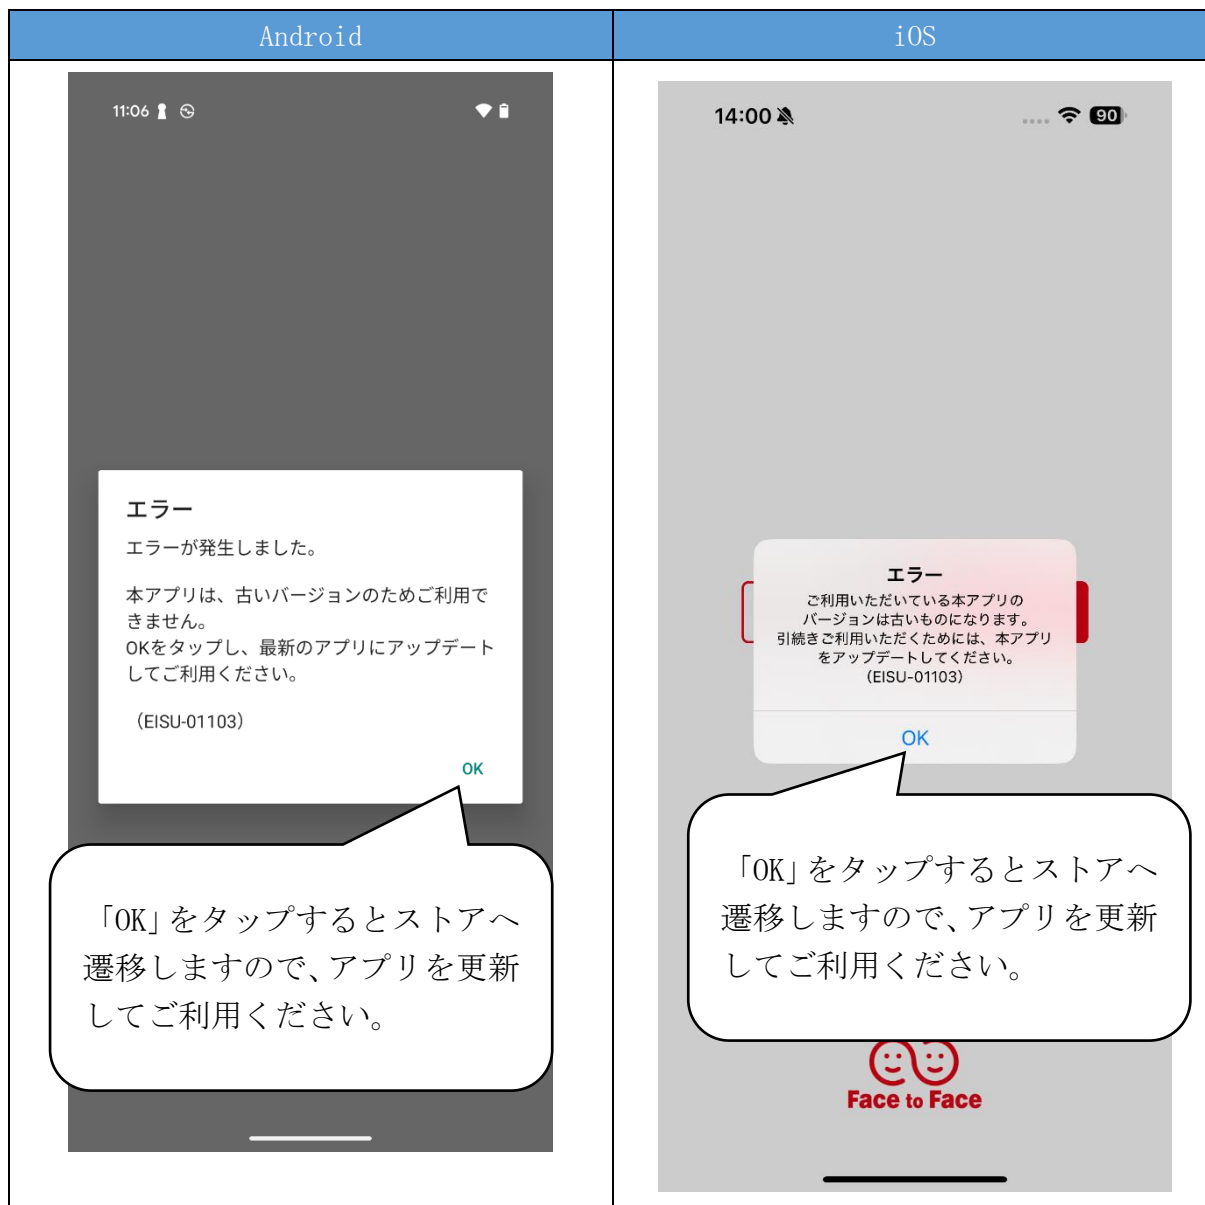 Android
iOS
11:06
エラー
エラーが発生しました。
本アプリは、古いバージョンのためご利用で
きません。
OKをタップし、最新のアプリにアップデート
してご利用ください。
（EISU-01103）
OK
「OK」をタップするとストアへ
遷移しますので、アプリを更新
してご利用ください。
14:00
90
エラー
ご利用いただいている本アプリの
バージョンは古いものになります。
引続きご利用いただくためには、本アプリ
をアップデートしてください。
（EISU-01103）
OK
「OK」をタップするとストアへ
遷移しますので、アプリを更新
してご利用ください。
Face to Face